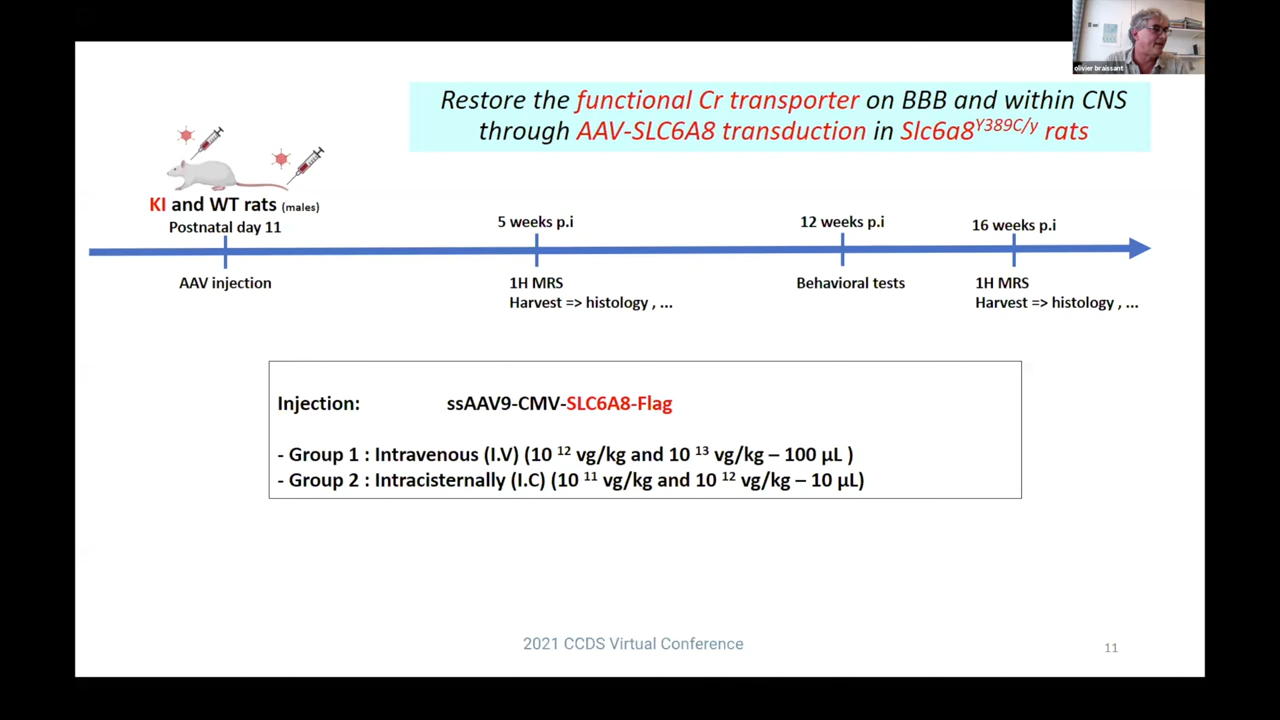 olivier braissant
Restore the functional Cr transporter on BBB and within CNS
through AAV-SLC6A8 transduction in Slc6a8^Y389C/y rats
KI and WT rats (males)
Postnatal day 11
5 weeks p.i
12 weeks p.i
16 weeks p.i
AAV injection
1H MRS
Harvest => histology , ...
Behavioral tests
1H MRS
Harvest => histology , ...
Injection: ssAAV9-CMV-SLC6A8-Flag
- Group 1 : Intravenous (I.V) (10 ^12 vg/kg and 10 ^13 vg/kg – 100 µL )
- Group 2 : Intracisternally (I.C) (10 ^11 vg/kg and 10 ^12 vg/kg – 10 µL)
2021 CCDS Virtual Conference
11